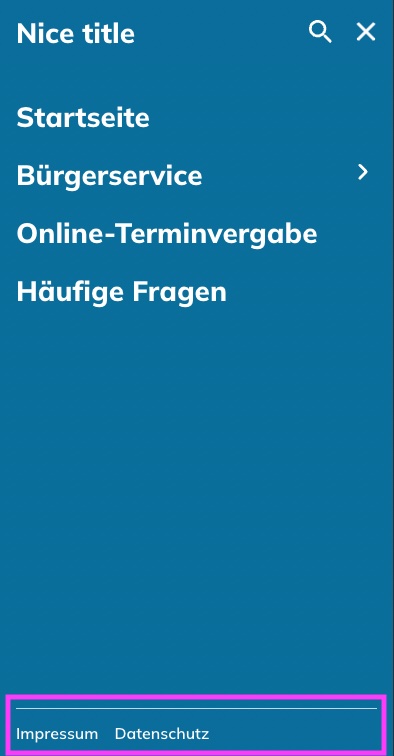 Nice title
Startseite
Bürgerservice
Online-Terminvergabe
Häufige Fragen
Impressum Datenschutz